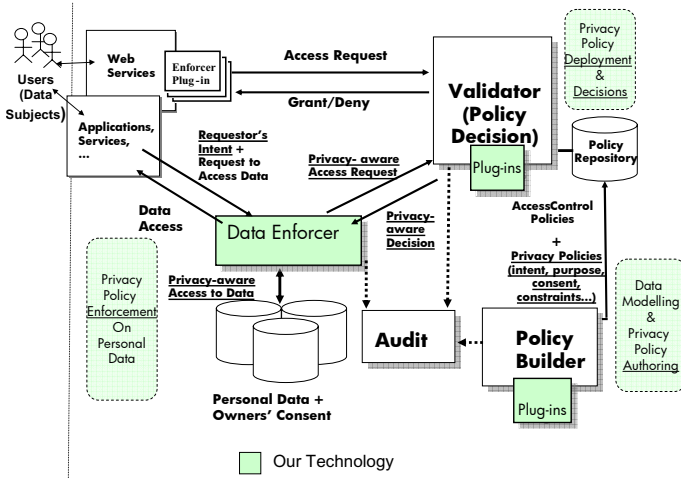 Users
(Data
Subjects)
Web
Services
Enforcer
Plug-in
Applications,
Services,
...
Access Request
Grant/Deny
Validator
(Policy
Decision)
Plug-ins
Privacy
Policy
Deployment
&
Decisions
Policy
Repository
Requestor's
Intent +
Request to
Access Data
Privacy- aware
Access Request
Data
Access
Data Enforcer
Privacy-
aware
Decision
AccessControl
Policies
+
Privacy Policies
(intent, purpose,
consent,
constraints...)
Privacy
Policy
Enforcement
On
Personal
Data
Privacy-aware
Access to Data
Audit
Policy
Builder
Plug-ins
Data
Modelling
&
Privacy
Policy
Authoring
Personal Data +
Owners' Consent
Our Technology